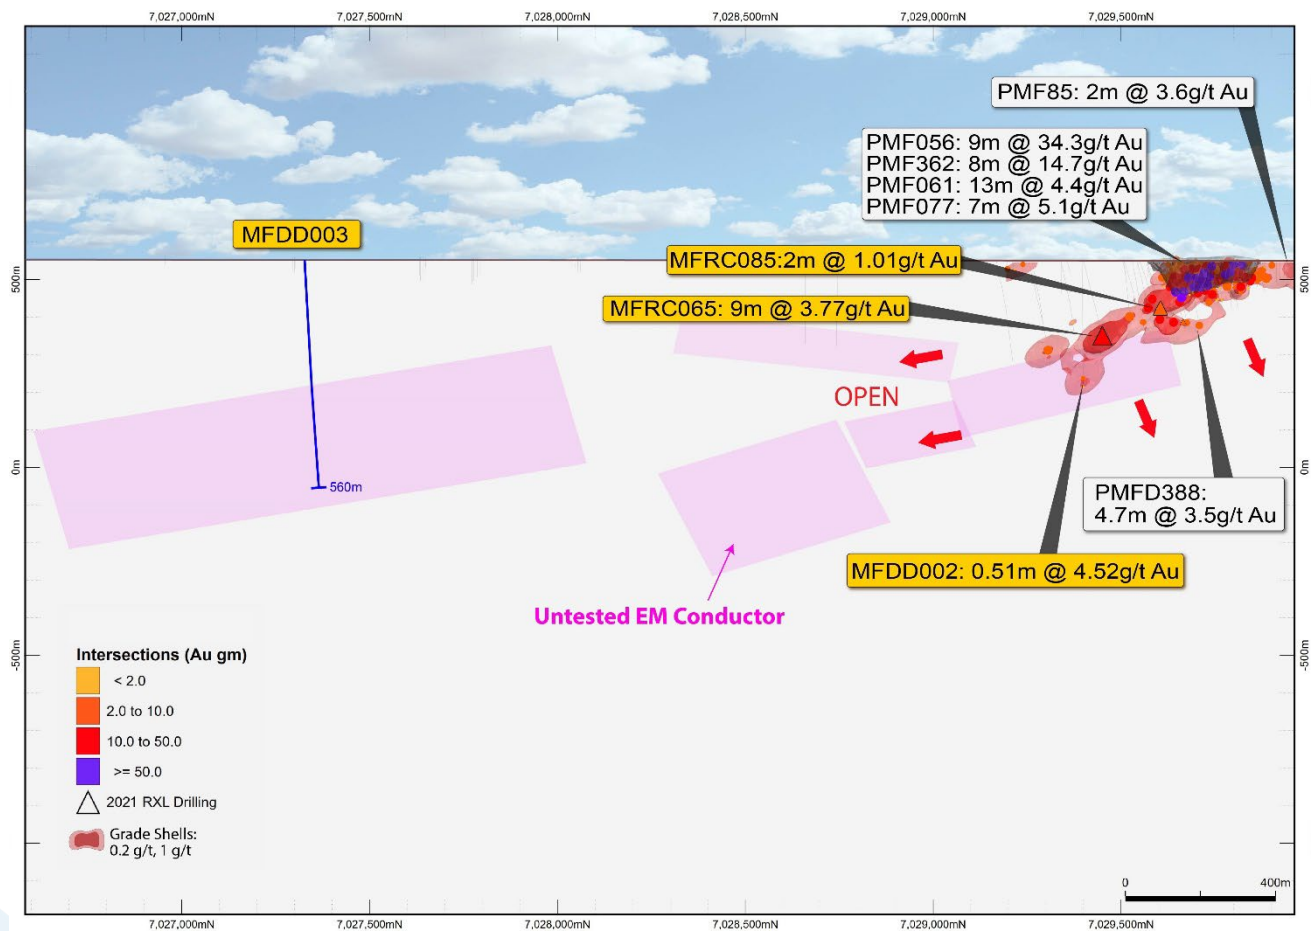 7,027,000mN
7,027,500mN
7,028,000mN
7,028,500mN
7,029,000mN
7,029,500mN
PMF85: 2m @ 3.6g/t Au
PMF056: 9m @ 34.3g/t Au
PMF362: 8m @ 14.7g/t Au
PMF061: 13m @ 4.4g/t Au
PMF077: 7m @ 5.1g/t Au
MFDD003
MFRC085:2m @ 1.01g/t Au
MFRC065: 9m @ 3.77g/t Au
500m
500m
OPEN
0m
0m
560m
PMFD388:
4.7m @ 3.5g/t Au
MFDD002: 0.51m @ 4.52g/t Au
Untested EM Conductor
-500m
-500m
Intersections (Au gm)
< 2.0
2.0 to 10.0
10.0 to 50.0
>= 50.0
2021 RXL Drilling
Grade Shells:
0.2 g/t, 1 g/t
0
400m
7,027,000mN
7,027,500mN
7,028,000mN
7,028,500mN
7,029,000mN
7,029,500mN